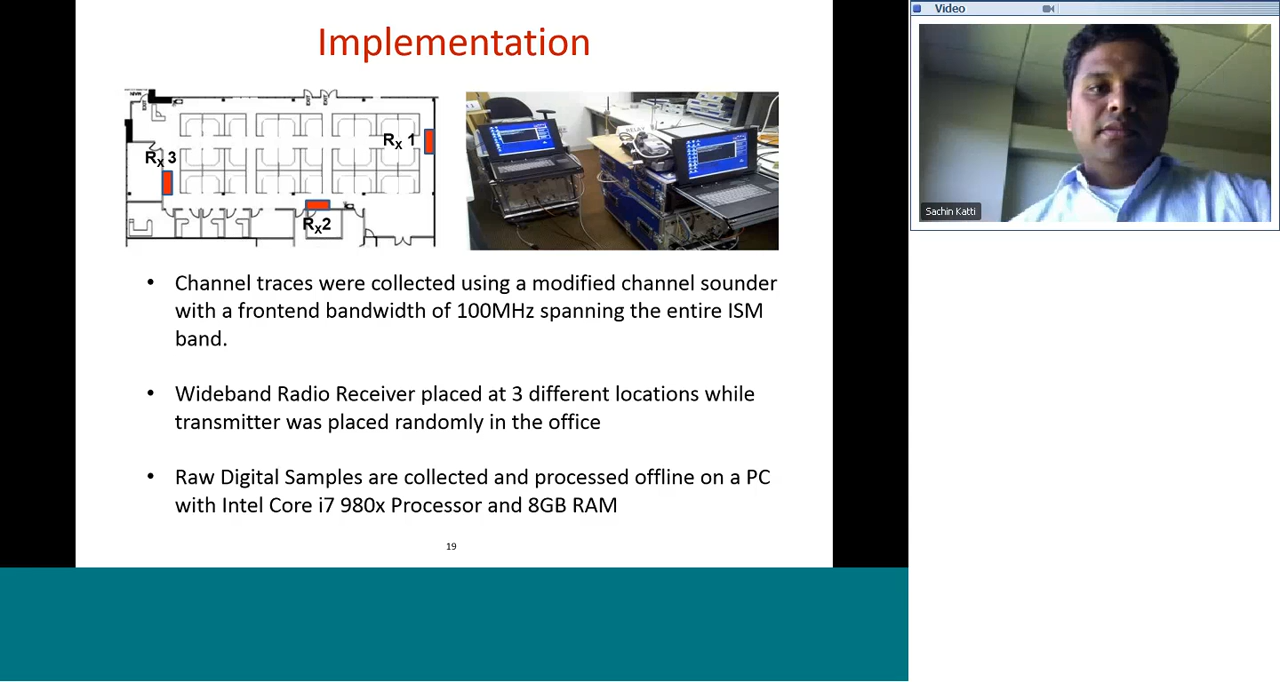 Implementation
Rx 1
Rx 3
Rx2
• Channel traces were collected using a modified channel sounder
with a frontend bandwidth of 100MHz spanning the entire ISM
band.
• Wideband Radio Receiver placed at 3 different locations while
transmitter was placed randomly in the office
• Raw Digital Samples are collected and processed offline on a PC
with Intel Core i7 980x Processor and 8GB RAM
19
Video
Sachin Katti